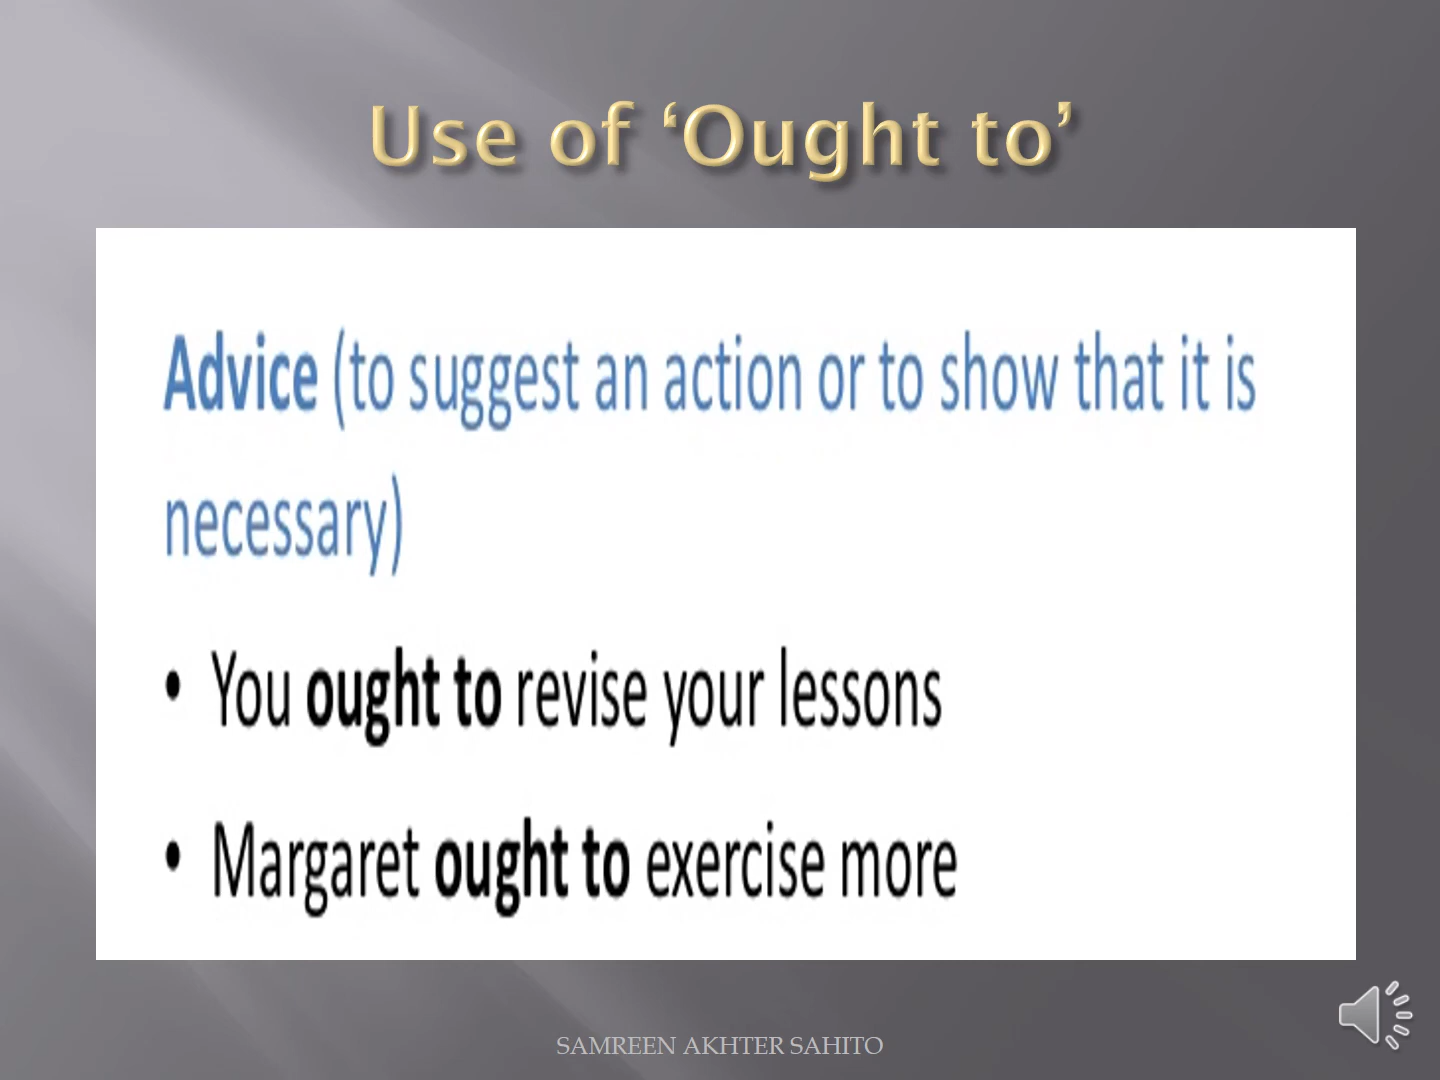 Use of ‘Ought to’
Advice (to suggest an action or to show that it is
necessary)
• You ought to revise your lessons
• Margaret ought to exercise more
SAMREEN AKHTER SAHITO